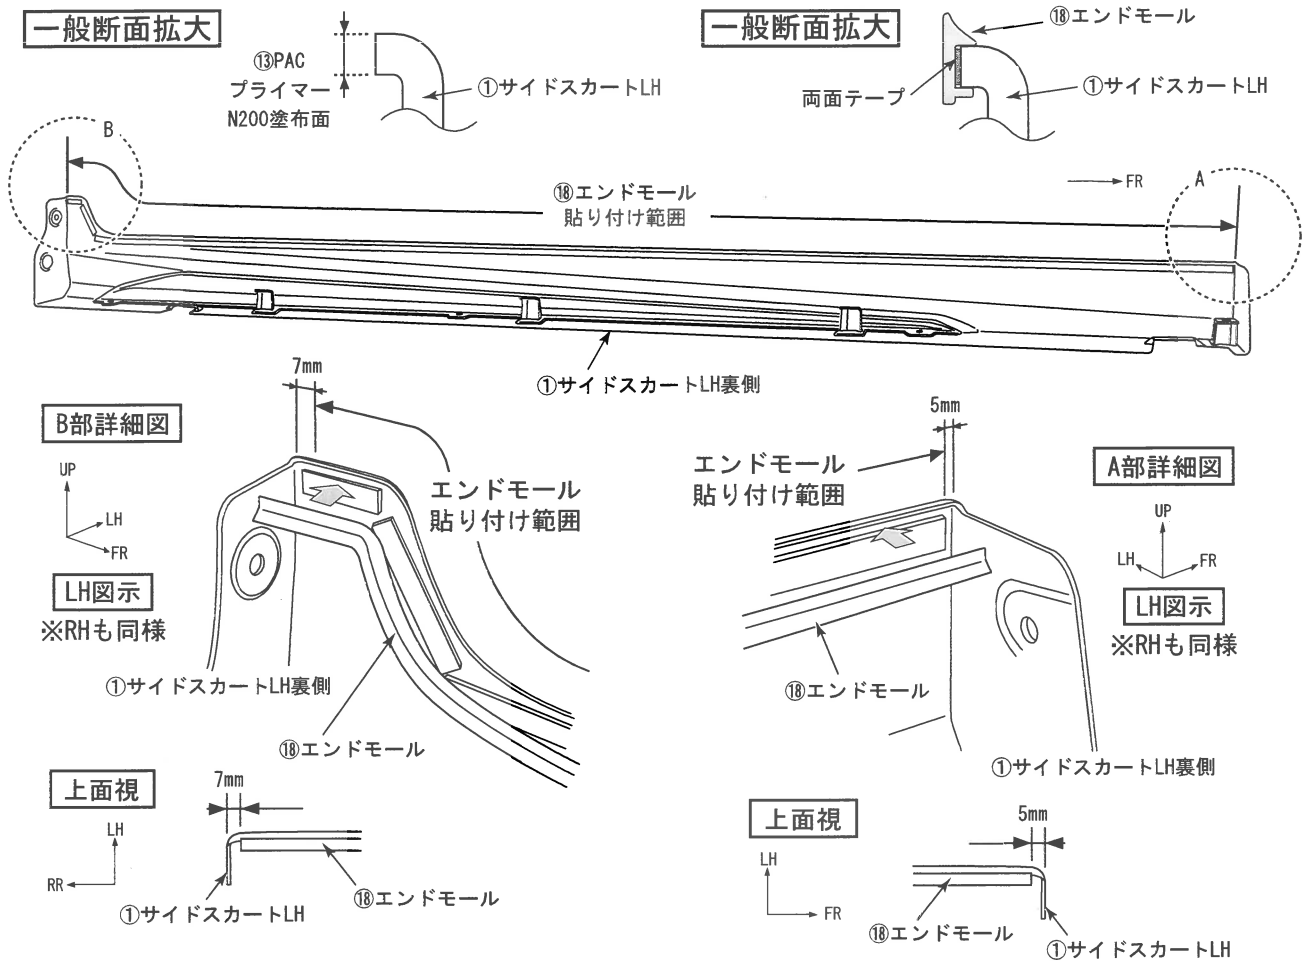 一般断面拡大
⑬PAC
プライマー
N200塗布面
①サイドスカートLH
一般断面拡大
⑱エンドモール
両面テープ
①サイドスカートLH
B
⑱エンドモール
貼り付け範囲
FR
A
①サイドスカートLH裏側
B部詳細図
UP
LH
FR
LH図示
※RHも同様
7mm
エンドモール
貼り付け範囲
①サイドスカートLH裏側
⑱エンドモール
5mm
エンドモール
貼り付け範囲
A部詳細図
UP
LH
FR
LH図示
※RHも同様
⑱エンドモール
①サイドスカートLH裏側
上面視
LH
RR
7mm
⑱エンドモール
①サイドスカートLH
上面視
LH
FR
5mm
⑱エンドモール
①サイドスカートLH